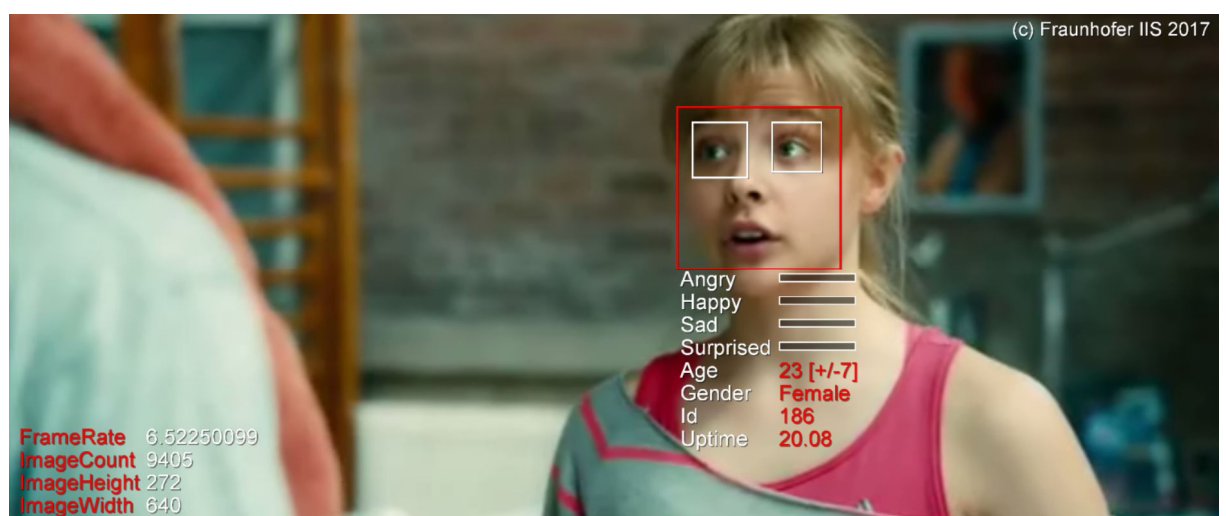 (c) Fraunhofer IIS 2017
Angry
Happy
Sad
Surprised
Age 23 [+/-7]
Gender Female
Id 186
Uptime 20.08
FrameRate 6.52250099
ImageCount 9405
ImageHeight 272
ImageWidth 640